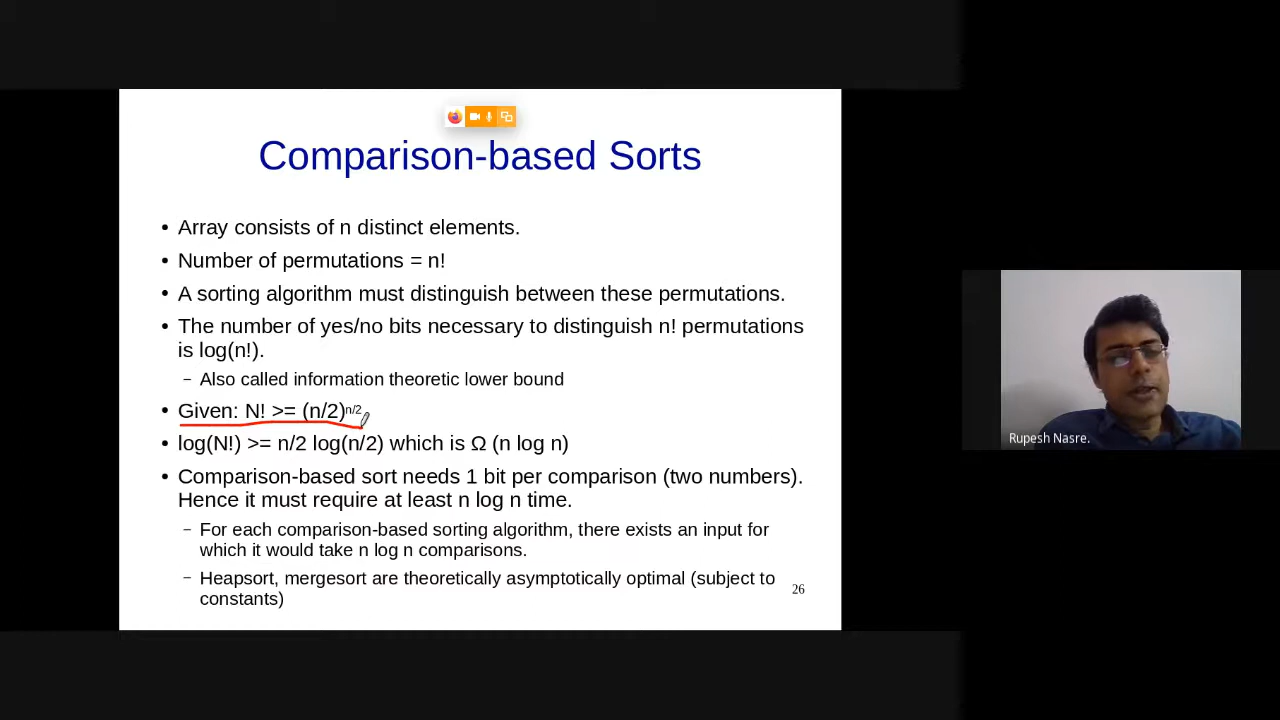 Comparison-based Sorts
• Array consists of n distinct elements.
• Number of permutations = n!
• A sorting algorithm must distinguish between these permutations.
• The number of yes/no bits necessary to distinguish n! permutations
is log(n!).
– Also called information theoretic lower bound
• Given: N! >= (n/2)^n/2
• log(N!) >= n/2 log(n/2) which is Ω (n log n)
• Comparison-based sort needs 1 bit per comparison (two numbers).
Hence it must require at least n log n time.
– For each comparison-based sorting algorithm, there exists an input for
which it would take n log n comparisons.
– Heapsort, mergesort are theoretically asymptotically optimal (subject to
constants)
26
Rupesh Nasre.